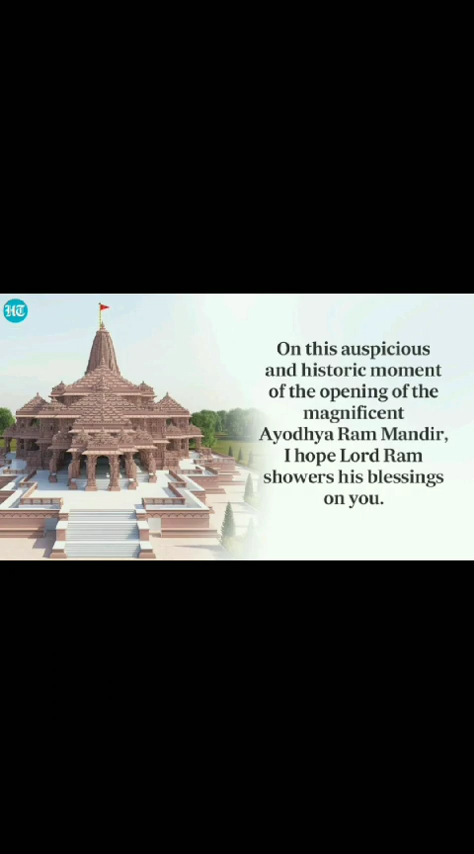 HT
On this auspicious
and historic moment
of the opening of the
magnificent
Ayodhya Ram Mandir,
I hope Lord Ram
showers his blessings
on you.